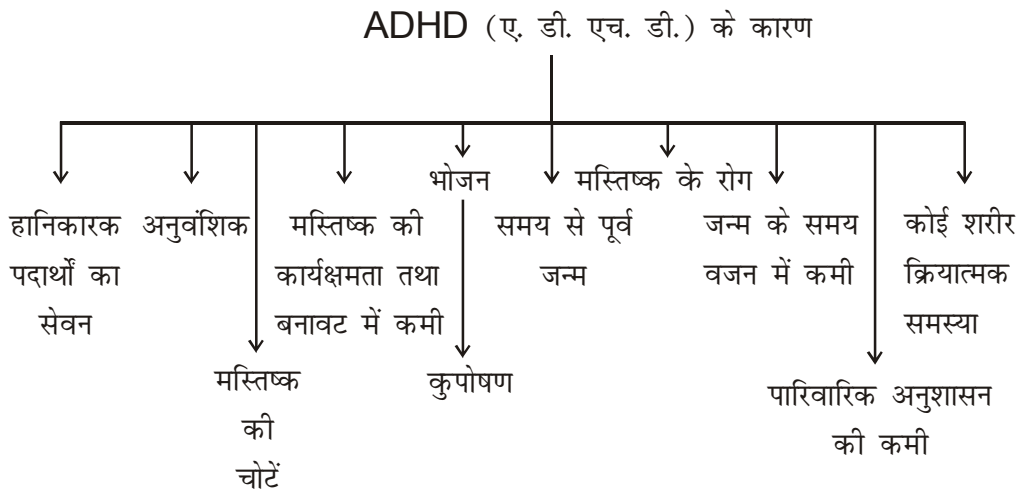 ADHD (ए. डी. एच. डी.) के कारण
हानिकारक
पदार्थों का
सेवन
अनुवंशिक
मस्तिष्क
की
चोटें
मस्तिष्क की
कार्यक्षमता तथा
बनावट में कमी
भोजन
कुपोषण
समय से पूर्व
जन्म
मस्तिष्क के रोग
जन्म के समय
वजन में कमी
पारिवारिक अनुशासन
की कमी
कोई शरीर
क्रियात्मक
समस्या